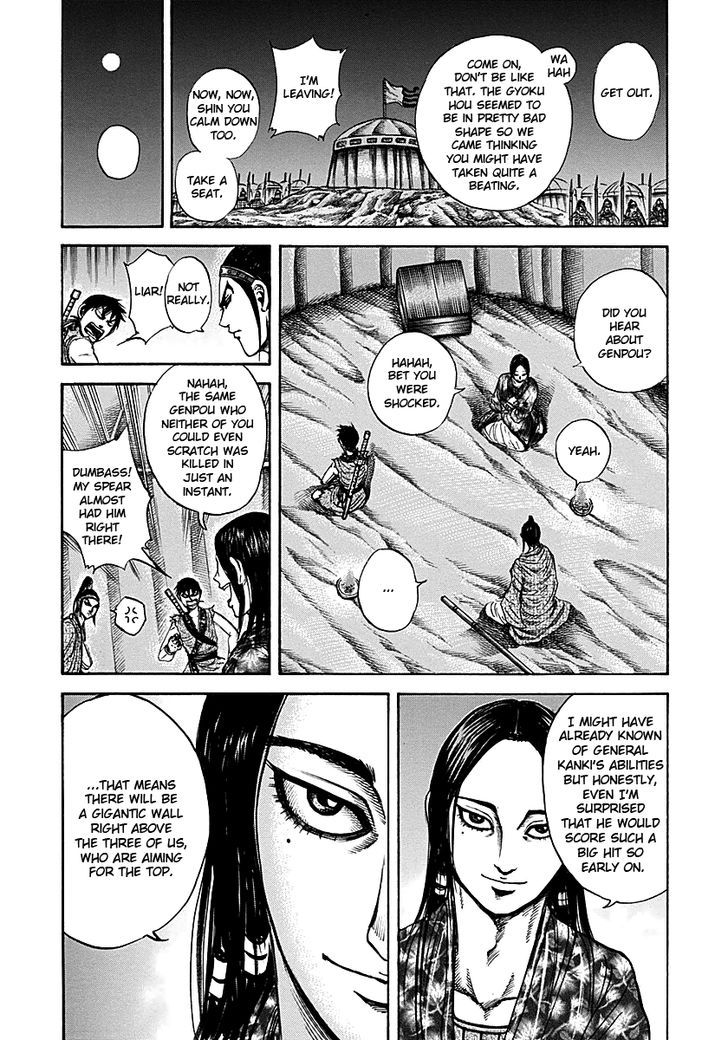 GET OUT.
WA
HAH
COME ON,
DON'T BE LIKE
THAT. THE GYOKU
HOU SEEMED TO
BE IN PRETTY BAD
SHAPE SO WE
CAME THINKING
YOU MIGHT HAVE
TAKEN QUITE A
BEATING.
I'M
LEAVING!
NOW, NOW,
SHIN YOU
CALM DOWN
TOO.
TAKE A
SEAT.
DID YOU
HEAR
ABOUT
GENPOU?
HAHAH,
BET YOU
WERE
SHOCKED.
YEAH.
...
NOT
REALLY.
LIAR!
NAHAH,
THE SAME
GENPOU WHO
NEITHER OF YOU
COULD EVEN
SCRATCH WAS
KILLED IN
JUST AN
INSTANT.
DUMBASS!
MY SPEAR
ALMOST
HAD HIM
RIGHT
THERE!
I MIGHT HAVE
ALREADY KNOWN
OF GENERAL
KANKI'S ABILITIES
BUT HONESTLY,
EVEN I'M
SURPRISED
THAT HE WOULD
SCORE SUCH A
BIG HIT SO
EARLY ON.
...THAT MEANS
THERE WILL BE
A GIGANTIC WALL
RIGHT ABOVE
THE THREE OF US,
WHO ARE AIMING
FOR THE TOP.